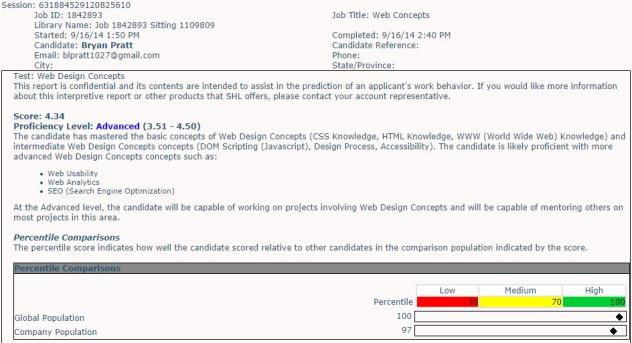 Session: 631884529120825610
Job ID: 1842893 Job Title: Web Concepts
Library Name: Job 1842893 Sitting 1109809
Started: 9/16/14 1:50 PM Completed: 9/16/14 2:40 PM
Candidate: Bryan Pratt Candidate Reference:
Email: blpratt1027@gmail.com Phone:
City: State/Province:
Test: Web Design Concepts
This report is confidential and its contents are intended to assist in the prediction of an applicant's work behavior. If you would like more information
about this interpretive report or other products that SHL offers, please contact your account representative.
Score: 4.34
Proficiency Level: Advanced (3.51 - 4.50)
The candidate has mastered the basic concepts of Web Design Concepts (CSS Knowledge, HTML Knowledge, WWW (World Wide Web) Knowledge) and
intermediate Web Design Concepts concepts (DOM Scripting (Javascript), Design Process, Accessibility). The candidate is likely proficient with more
advanced Web Design Concepts concepts such as:
• Web Usability
• Web Analytics
• SEO (Search Engine Optimization)
At the Advanced level, the candidate will be capable of working on projects involving Web Design Concepts and will be capable of mentoring others on
most projects in this area.
Percentile Comparisons
The percentile score indicates how well the candidate scored relative to other candidates in the comparison population indicated by the score.
Percentile Comparisons
Low Medium High
Percentile 30 70 100
Global Population 100
Company Population 97